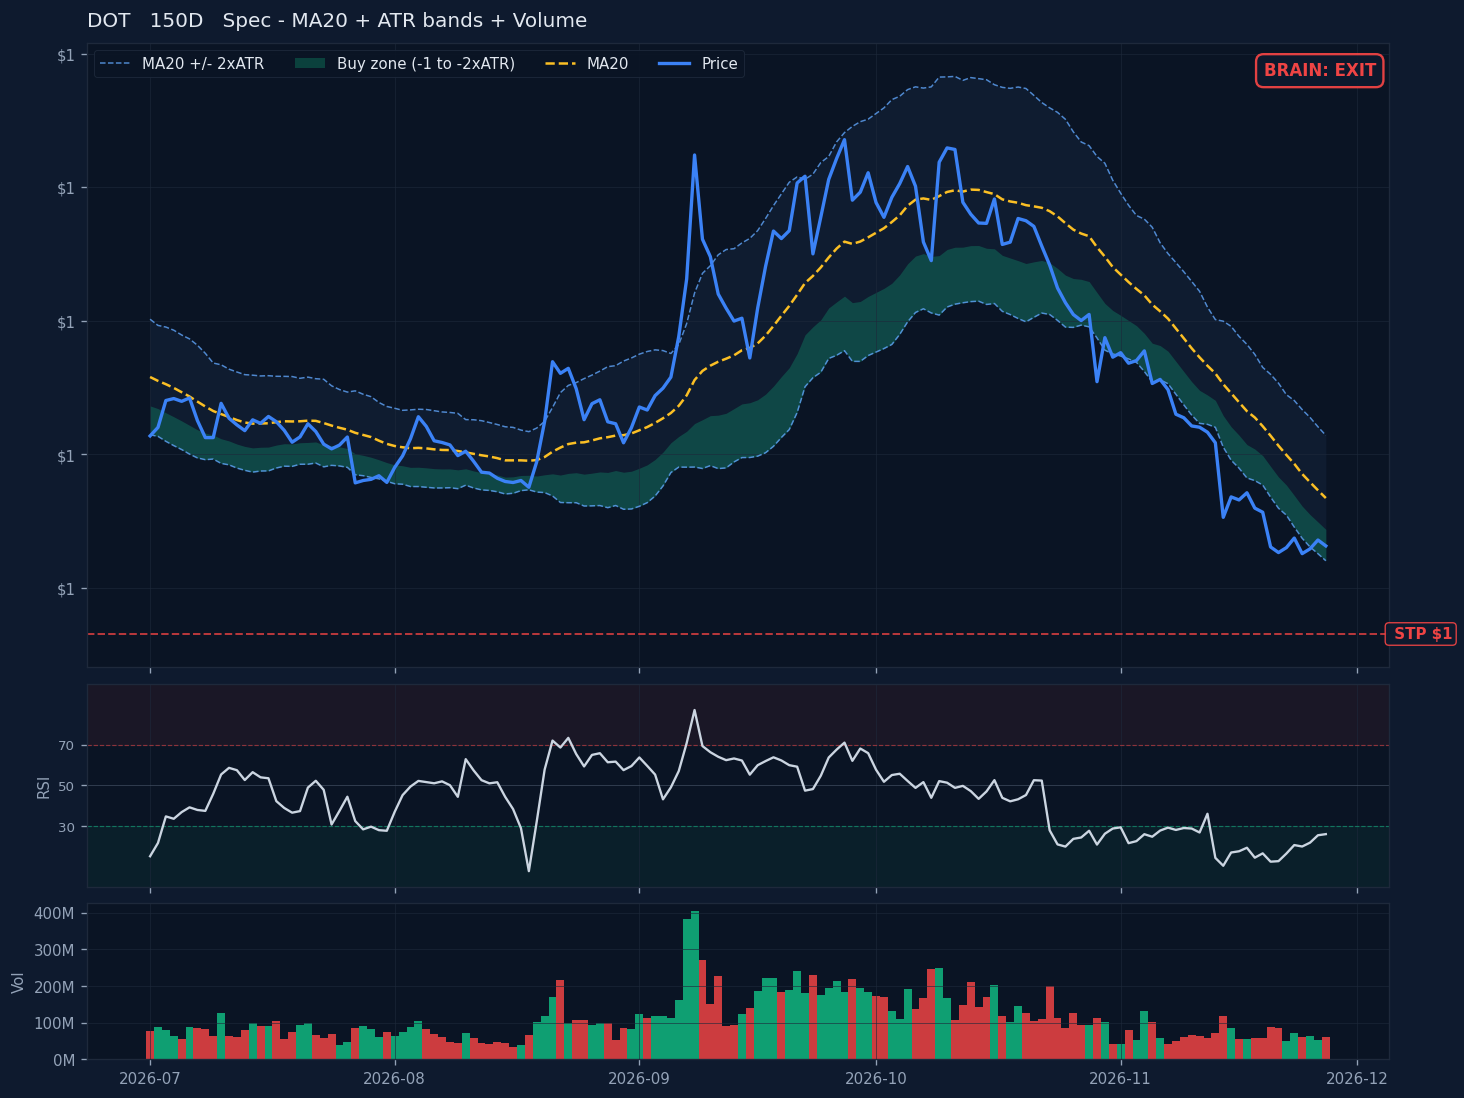 DOT 150D Spec - MA20 + ATR bands + Volume
MA20 +/- 2xATR
Buy zone (-1 to -2xATR)
MA20
Price
BRAIN: EXIT
$1
$1
$1
$1
$1
STP $1
RSI
70
50
30
Vol
400M
300M
200M
100M
0M
2026-07
2026-08
2026-09
2026-10
2026-11
2026-12